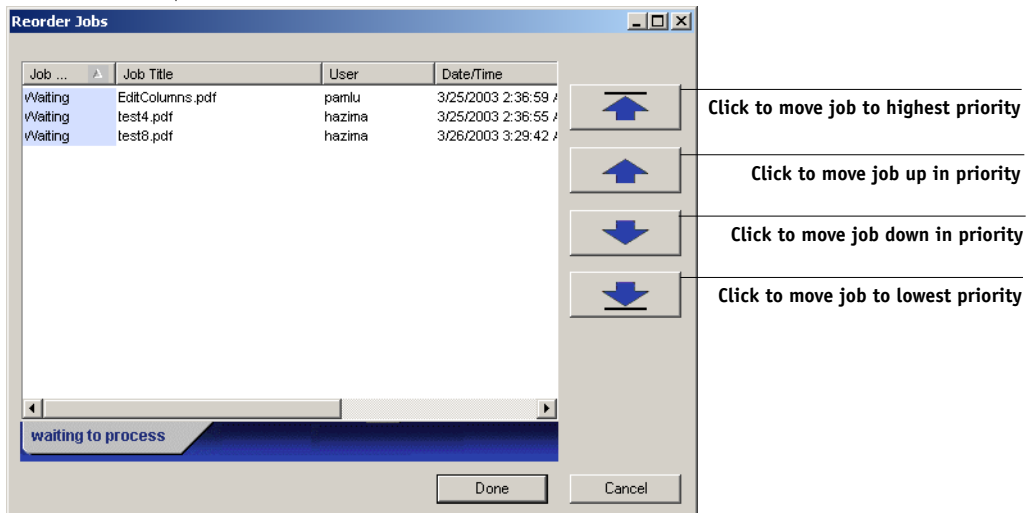 Reorder Jobs
Job ... Job Title User Date/Time
Waiting EditColumns.pdf pamlu 3/25/2003 2:36:59 A
Waiting test4.pdf hazima 3/25/2003 2:36:55 A
Waiting test8.pdf hazima 3/26/2003 3:29:42 A
Click to move job to highest priority
Click to move job up in priority
Click to move job down in priority
Click to move job to lowest priority
waiting to process
Done Cancel